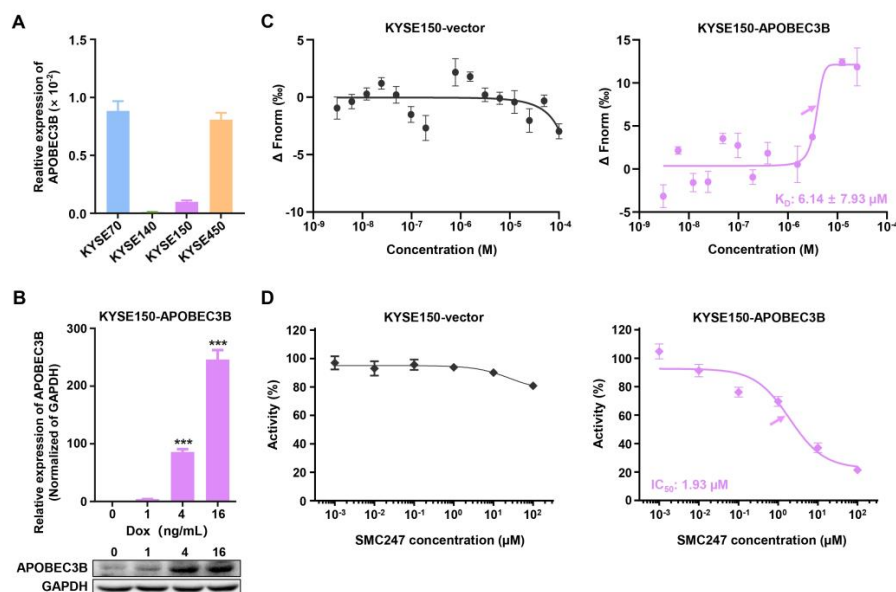 A
Realtive expression of
APOBEC3B (× 10⁻²)
1.5
1.0
0.5
0.0
KYSE70
KYSE140
KYSE150
KYSE450
B
KYSE150-APOBEC3B
Relative expression of APOBEC3B
(Normalized of GAPDH)
300
200
100
0
***
***
0 1 4 16
Dox (ng/mL)
0 1 4 16
APOBEC3B
GAPDH
C
KYSE150-vector
Δ Fnorm (‰)
5
0
-5
-10
10⁻⁹ 10⁻⁸ 10⁻⁷ 10⁻⁶ 10⁻⁵ 10⁻⁴
Concentration (M)
KYSE150-APOBEC3B
Δ Fnorm (‰)
15
10
5
0
-5
K_D: 6.14 ± 7.93 μM
10⁻⁹ 10⁻⁸ 10⁻⁷ 10⁻⁶ 10⁻⁵ 10⁻⁴
Concentration (M)
D
KYSE150-vector
Activity (%)
120
100
80
60
40
20
0
10⁻³ 10⁻² 10⁻¹ 10⁰ 10¹ 10²
SMC247 concentration (μM)
KYSE150-APOBEC3B
Activity (%)
120
100
80
60
40
20
0
IC₅₀: 1.93 μM
10⁻³ 10⁻² 10⁻¹ 10⁰ 10¹ 10²
SMC247 concentration (μM)